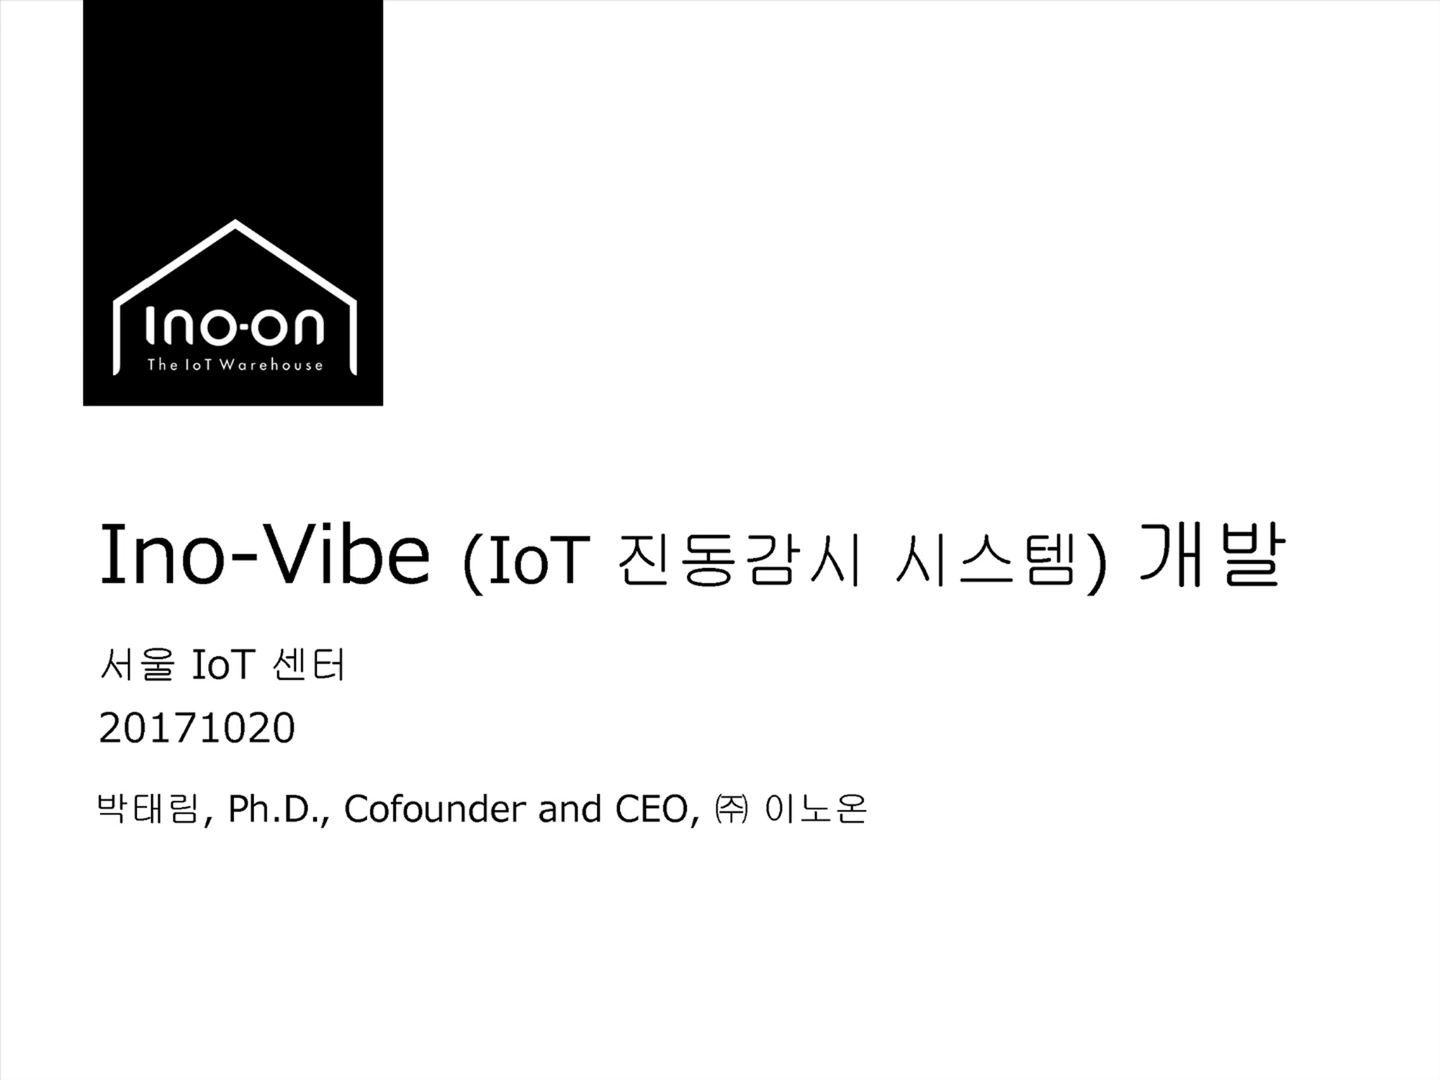 Ino-on
The IoT Warehouse
Ino-Vibe (IoT 진동감시 시스템) 개발
서울 IoT 센터
20171020
박태림, Ph.D., Cofounder and CEO, ㈜ 이노온